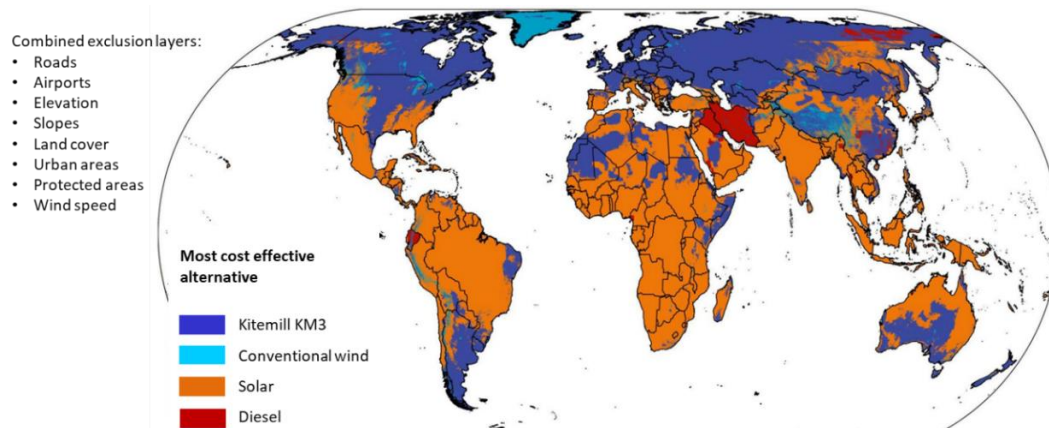 Combined exclusion layers:
• Roads
• Airports
• Elevation
• Slopes
• Land cover
• Urban areas
• Protected areas
• Wind speed
Most cost effective
alternative
Kitemill KM3
Conventional wind
Solar
Diesel